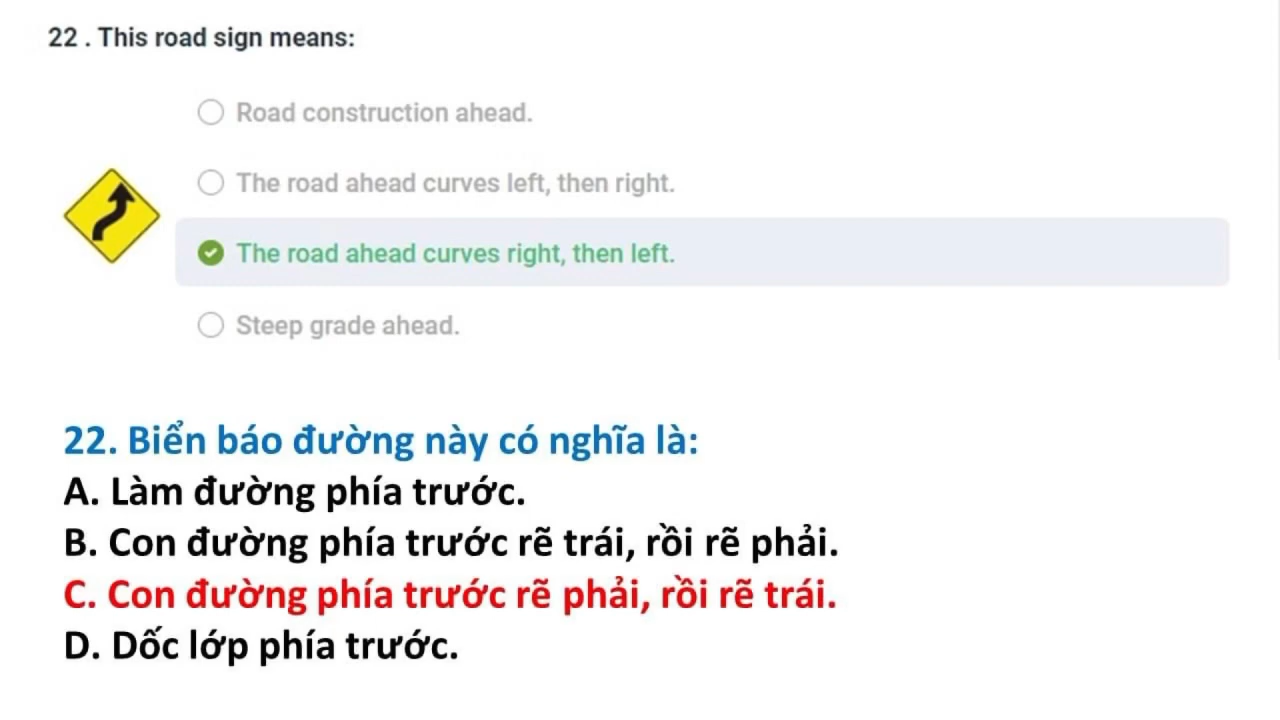 22 . This road sign means:
Road construction ahead.
The road ahead curves left, then right.
The road ahead curves right, then left.
Steep grade ahead.
22. Biển báo đường này có nghĩa là:
A. Làm đường phía trước.
B. Con đường phía trước rẽ trái, rồi rẽ phải.
C. Con đường phía trước rẽ phải, rồi rẽ trái.
D. Dốc lớp phía trước.